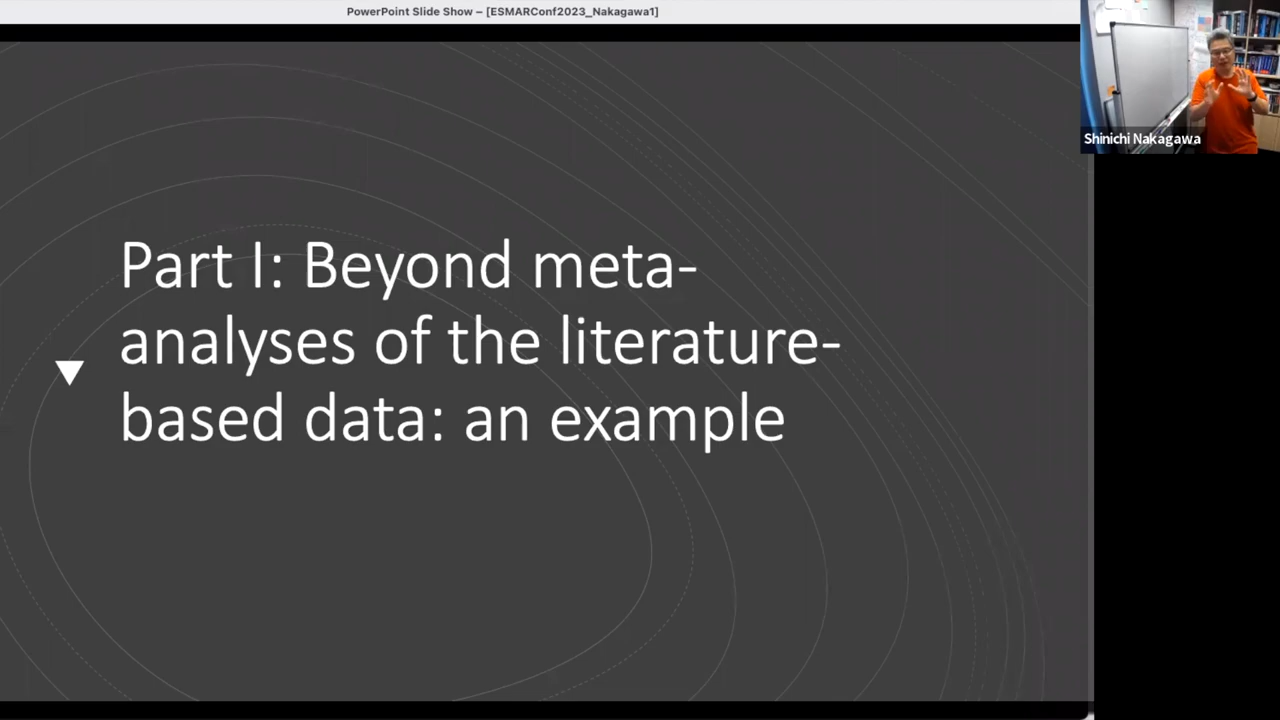 PowerPoint Slide Show – [ESMARConf2023_Nakagawa1]
Shinichi Nakagawa
Part I: Beyond meta-
analyses of the literature-
based data: an example